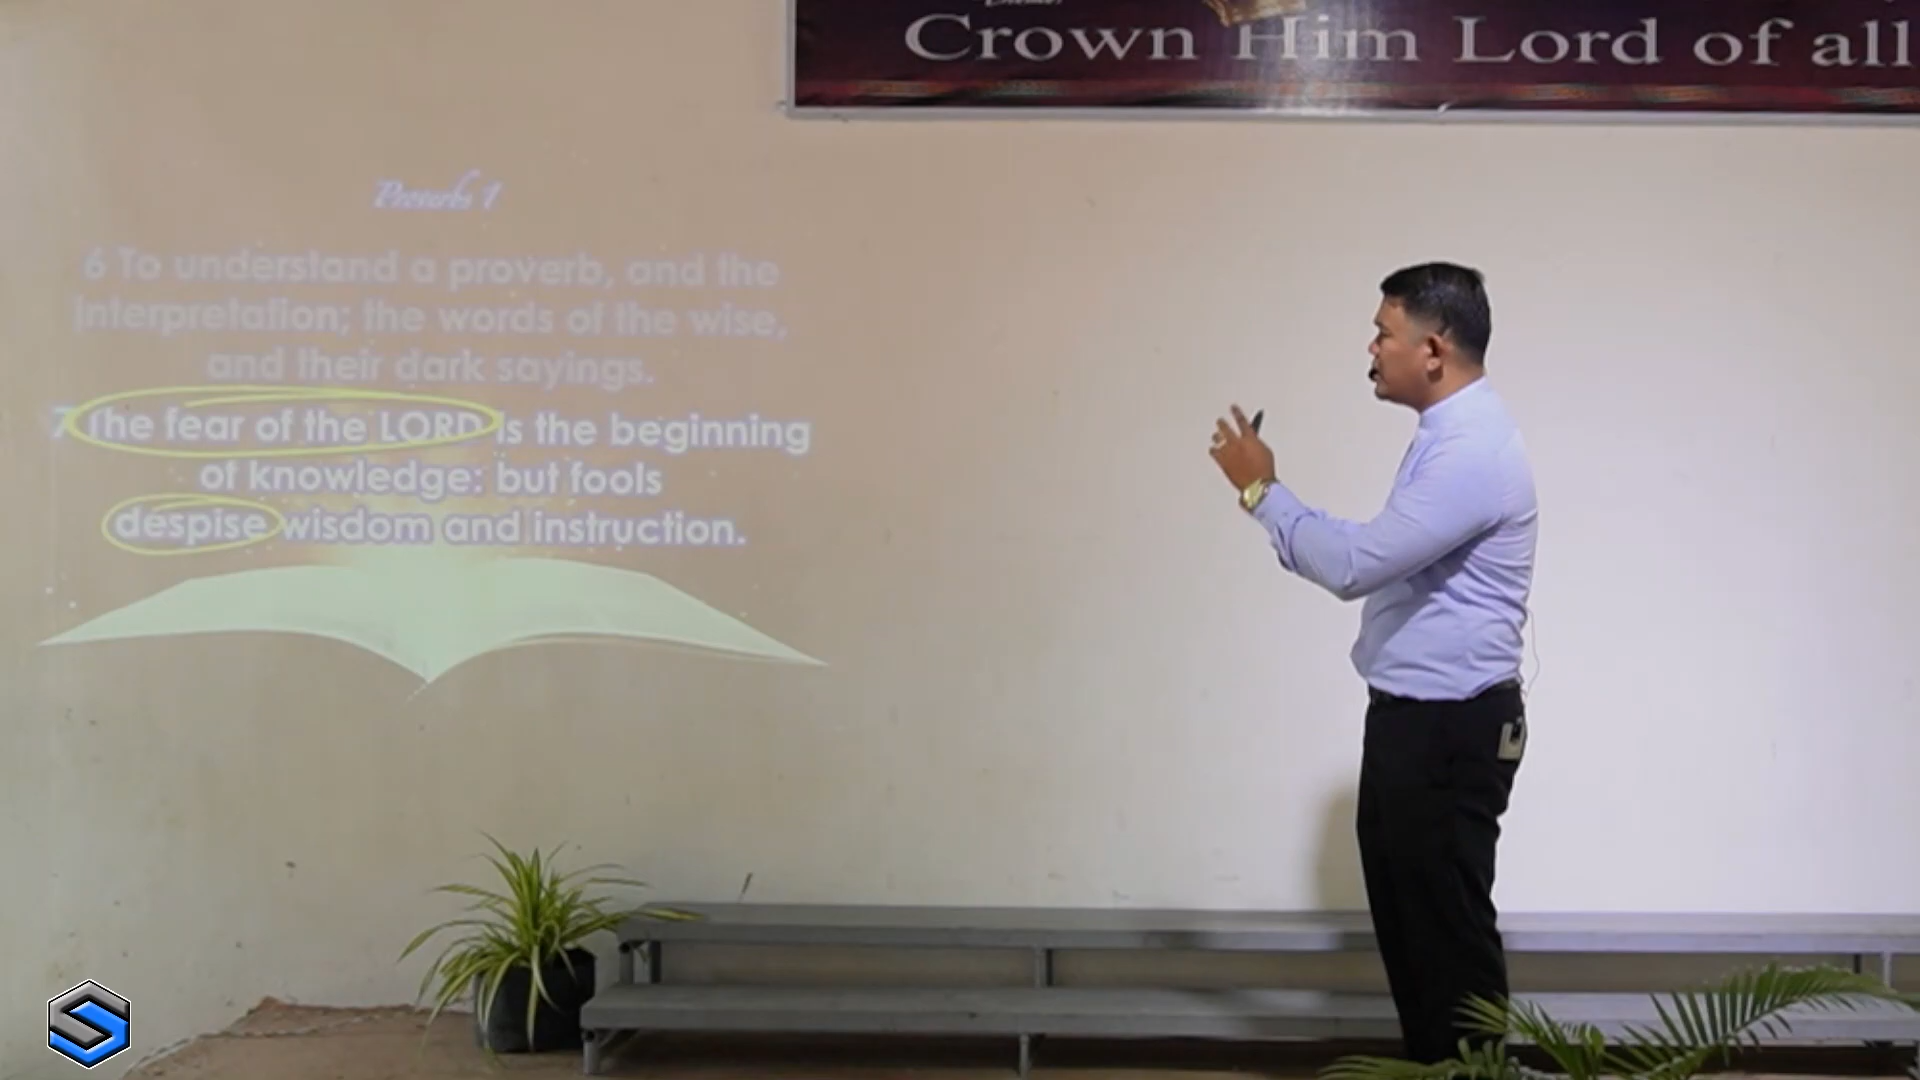 Crown Him Lord of all
Proverbs 1
6 To understand a proverb, and the
interpretation; the words of the wise,
and their dark sayings.
7 The fear of the LORD is the beginning
of knowledge: but fools
despise wisdom and instruction.